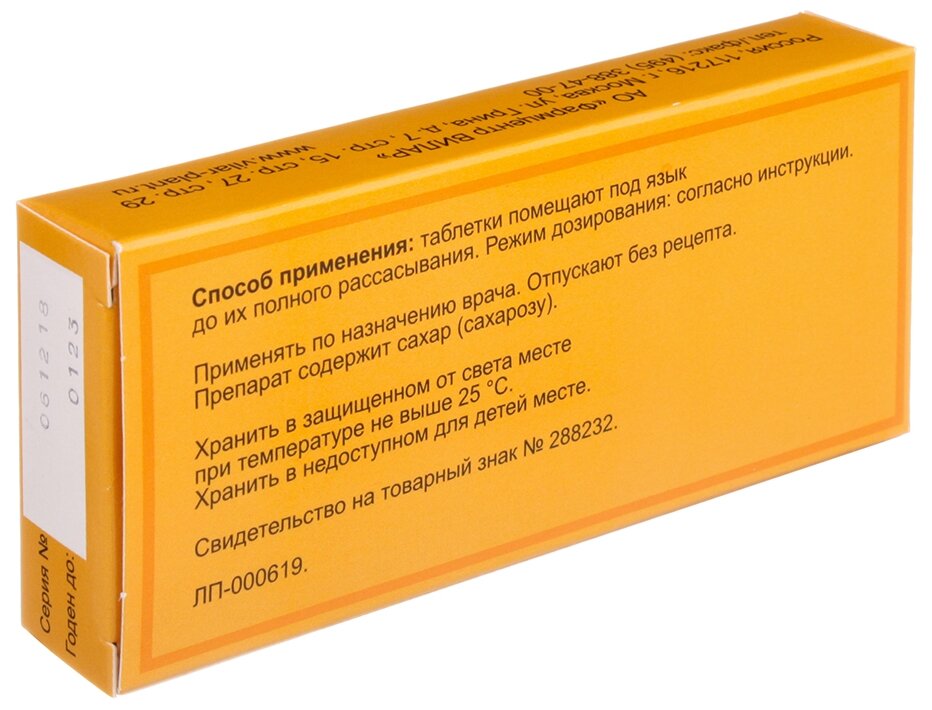 АО «Фармцентр ВИЛАР»
Россия, 117216, г. Москва, ул. Грина, д. 7, стр. 15, стр. 27, стр. 29
тел./факс: (495) 388-47-00
www.vilar-plant.ru
Способ применения: таблетки помещают под язык
до их полного рассасывания. Режим дозирования: согласно инструкции.
Применять по назначению врача. Отпускают без рецепта.
Препарат содержит сахар (сахарозу).
Хранить в защищенном от света месте
при температуре не выше 25 °С.
Хранить в недоступном для детей месте.
Свидетельство на товарный знак № 288232.
ЛП-000619.
Серия № 061218
Годен до: 0123